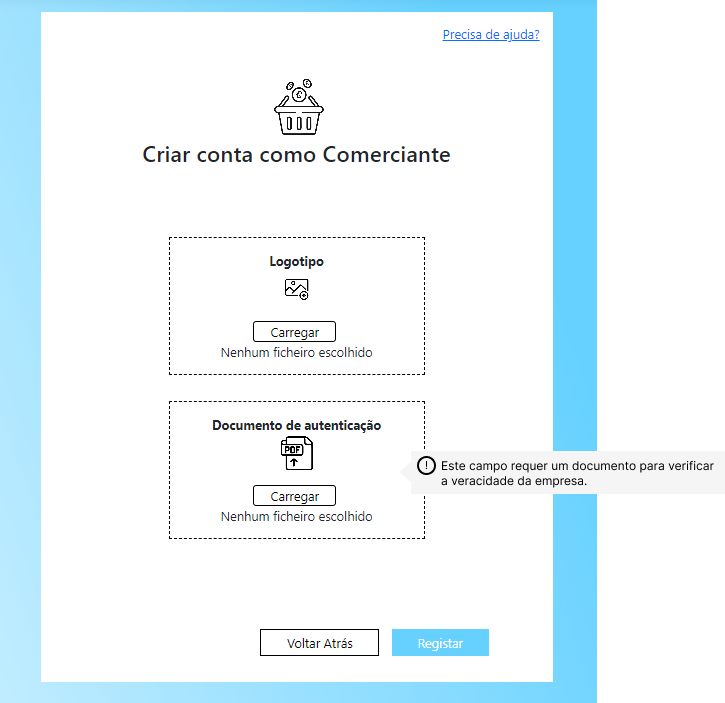 Precisa de ajuda?
Criar conta como Comerciante
Logotipo
Carregar
Nenhum ficheiro escolhido
Documento de autenticação
PDF
Carregar
Nenhum ficheiro escolhido
Este campo requer um documento para verificar
a veracidade da empresa.
Voltar Atrás
Registar